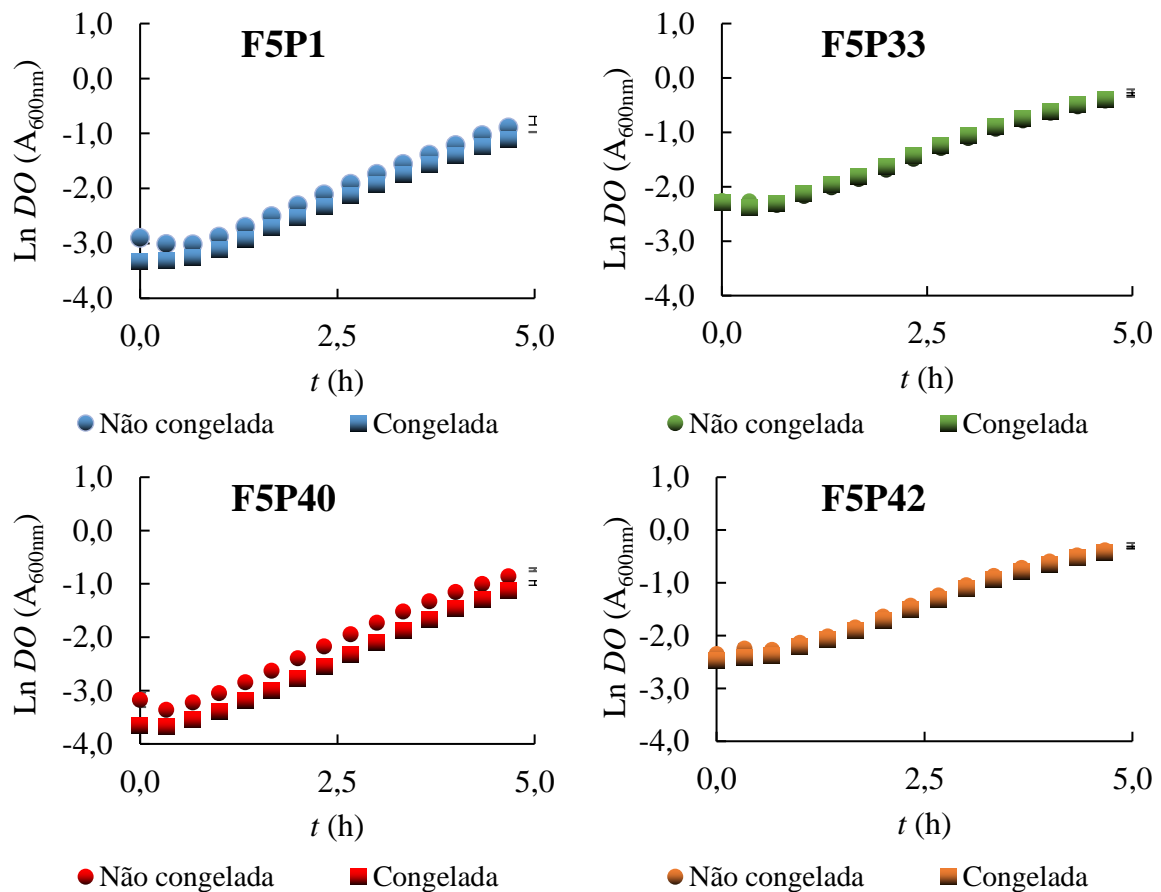 F5P1
Ln DO (A600nm)
1,0
0,0
-1,0
-2,0
-3,0
-4,0
0,0 2,5 5,0
t (h)
Não congelada Congelada
F5P33
Ln DO (A600nm)
1,0
0,0
-1,0
-2,0
-3,0
-4,0
0,0 2,5 5,0
t (h)
Não congelada Congelada
F5P40
Ln DO (A600nm)
1,0
0,0
-1,0
-2,0
-3,0
-4,0
0,0 2,5 5,0
t (h)
Não congelada Congelada
F5P42
Ln DO (A600nm)
1,0
0,0
-1,0
-2,0
-3,0
-4,0
0,0 2,5 5,0
t (h)
Não congelada Congelada